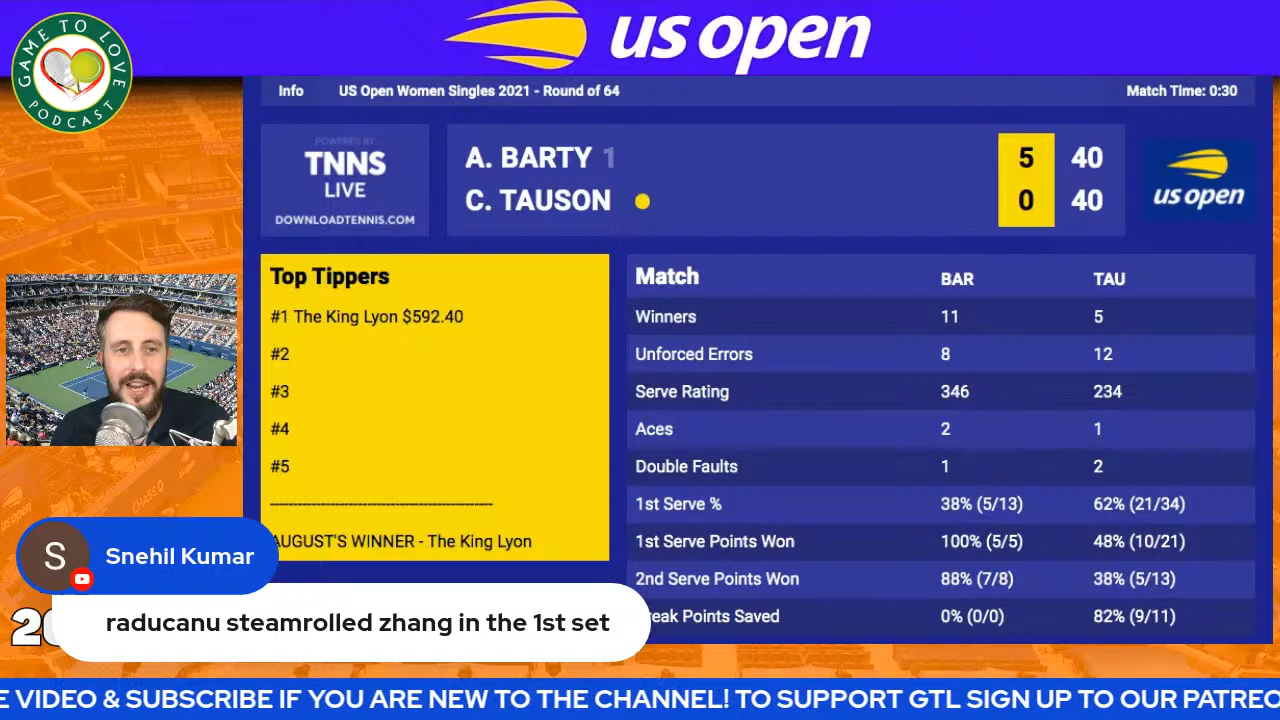 GAME TO LOVE
PODCAST
us open
Info US Open Women Singles 2021 - Round of 64 Match Time: 0:30
POWERED BY
TNNS
LIVE
DOWNLOADTENNIS.COM
A. BARTY 1 5 40
C. TAUSON 0 40
us open
Top Tippers
#1 The King Lyon $592.40
#2
#3
#4
#5
AUGUST'S WINNER - The King Lyon
Match BAR TAU
Winners 11 5
Unforced Errors 8 12
Serve Rating 346 234
Aces 2 1
Double Faults 1 2
1st Serve % 38% (5/13) 62% (21/34)
1st Serve Points Won 100% (5/5) 48% (10/21)
2nd Serve Points Won 88% (7/8) 38% (5/13)
eak Points Saved 0% (0/0) 82% (9/11)
CHASE
S Snehil Kumar
raducanu steamrolled zhang in the 1st set
E VIDEO & SUBSCRIBE IF YOU ARE NEW TO THE CHANNEL! TO SUPPORT GTL SIGN UP TO OUR PATREO